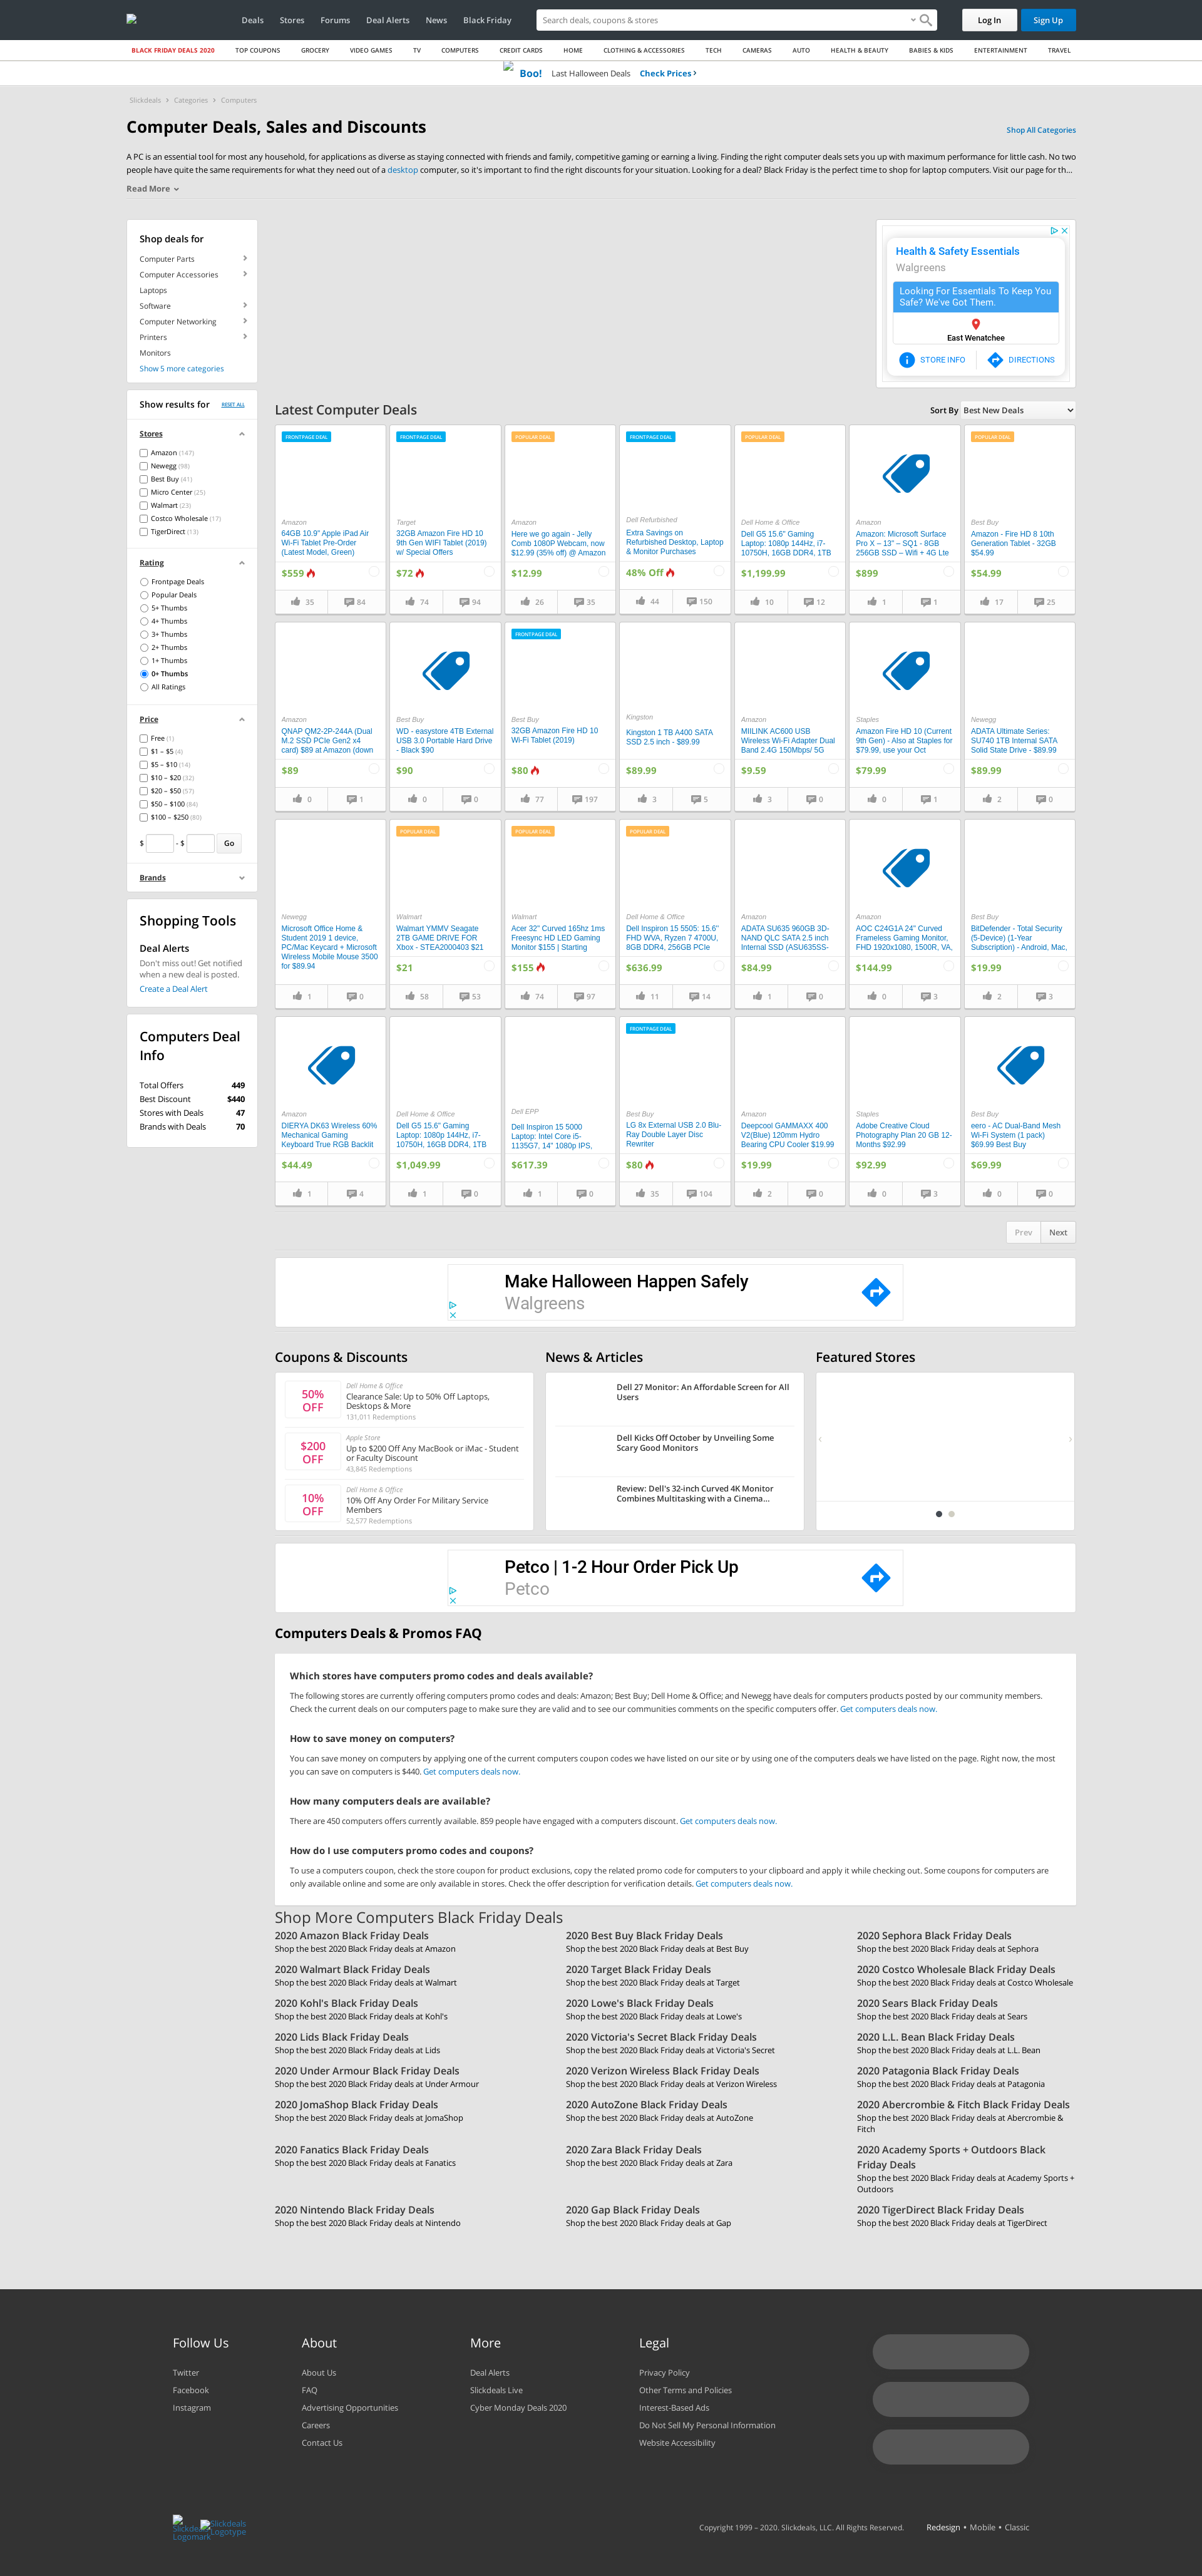 Deals
Stores
Forums
Deal Alerts
News
Black Friday
Search deals, coupons & stores
Log In
Sign Up
BLACK FRIDAY DEALS 2020
TOP COUPONS
GROCERY
VIDEO GAMES
TV
COMPUTERS
CREDIT CARDS
HOME
CLOTHING & ACCESSORIES
TECH
CAMERAS
AUTO
HEALTH & BEAUTY
BABIES & KIDS
ENTERTAINMENT
TRAVEL
Boo! Last Halloween Deals Check Prices
Slickdeals
Categories
Computers
Computer Deals, Sales and Discounts
Shop All Categories
A PC is an essential tool for most any household, for applications as diverse as staying connected with friends and family, competitive gaming or earning a living. Finding the right computer deals sets you up with maximum performance for little cash. No two
people have quite the same requirements for what they need out of a desktop computer, so it's important to find the right discounts for your situation. Looking for a deal? Black Friday is the perfect time to shop for laptop computers. Visit our page for th...
Read More
Shop deals for
Computer Parts
Computer Accessories
Laptops
Software
Computer Networking
Printers
Monitors
Show 5 more categories
Show results for
RESET ALL
Stores
Amazon (147)
Newegg (98)
Best Buy (41)
Micro Center (25)
Walmart (23)
Costco Wholesale (17)
TigerDirect (13)
Rating
Frontpage Deals
Popular Deals
5+ Thumbs
4+ Thumbs
3+ Thumbs
2+ Thumbs
1+ Thumbs
0+ Thumbs
All Ratings
Price
Free (1)
$1 – $5 (4)
$5 – $10 (14)
$10 – $20 (32)
$20 – $50 (57)
$50 – $100 (84)
$100 – $250 (80)
$ - $ Go
Brands
Shopping Tools
Deal Alerts
Don't miss out! Get notified
when a new deal is posted.
Create a Deal Alert
Computers Deal
Info
Total Offers 449
Best Discount $440
Stores with Deals 47
Brands with Deals 70
Health & Safety Essentials
Walgreens
Looking For Essentials To Keep You
Safe? We've Got Them.
East Wenatchee
STORE INFO
DIRECTIONS
Latest Computer Deals
Sort By Best New Deals
FRONTPAGE DEAL
Amazon
64GB 10.9" Apple iPad Air
Wi-Fi Tablet Pre-Order
(Latest Model, Green)
$559
35
84
FRONTPAGE DEAL
Target
32GB Amazon Fire HD 10
9th Gen WIFI Tablet (2019)
w/ Special Offers
$72
74
94
POPULAR DEAL
Amazon
Here we go again - Jelly
Comb 1080P Webcam, now
$12.99 (35% off) @ Amazon
$12.99
26
35
FRONTPAGE DEAL
Dell Refurbished
Extra Savings on
Refurbished Desktop, Laptop
& Monitor Purchases
48% Off
44
150
POPULAR DEAL
Dell Home & Office
Dell G5 15.6" Gaming
Laptop: 1080p 144Hz, i7-
10750H, 16GB DDR4, 1TB
$1,199.99
10
12
Amazon
Amazon: Microsoft Surface
Pro X – 13" – SQ1 - 8GB
256GB SSD – Wifi + 4G Lte
$899
1
1
POPULAR DEAL
Best Buy
Amazon - Fire HD 8 10th
Generation Tablet - 32GB
$54.99
$54.99
17
25
Amazon
QNAP QM2-2P-244A (Dual
M.2 SSD PCIe Gen2 x4
card) $89 at Amazon (down
$89
0
1
Best Buy
WD - easystore 4TB External
USB 3.0 Portable Hard Drive
- Black $90
$90
0
0
FRONTPAGE DEAL
Best Buy
32GB Amazon Fire HD 10
Wi-Fi Tablet (2019)
$80
77
197
Kingston
Kingston 1 TB A400 SATA
SSD 2.5 inch - $89.99
$89.99
3
5
Amazon
MIILINK AC600 USB
Wireless Wi-Fi Adapter Dual
Band 2.4G 150Mbps/ 5G
$9.59
3
0
Staples
Amazon Fire HD 10 (Current
9th Gen) - Also at Staples for
$79.99, use your Oct
$79.99
0
1
Newegg
ADATA Ultimate Series:
SU740 1TB Internal SATA
Solid State Drive - $89.99
$89.99
2
0
Newegg
Microsoft Office Home &
Student 2019 1 device,
PC/Mac Keycard + Microsoft
Wireless Mobile Mouse 3500
for $89.94
1
0
POPULAR DEAL
Walmart
Walmart YMMV Seagate
2TB GAME DRIVE FOR
Xbox - STEA2000403 $21
$21
58
53
POPULAR DEAL
Walmart
Acer 32" Curved 165hz 1ms
Freesync HD LED Gaming
Monitor $155 | Starting
$155
74
97
POPULAR DEAL
Dell Home & Office
Dell Inspiron 15 5505: 15.6"
FHD WVA, Ryzen 7 4700U,
8GB DDR4, 256GB PCIe
$636.99
11
14
Amazon
ADATA SU635 960GB 3D-
NAND QLC SATA 2.5 inch
Internal SSD (ASU635SS-
$84.99
1
0
Amazon
AOC C24G1A 24" Curved
Frameless Gaming Monitor,
FHD 1920x1080, 1500R, VA,
$144.99
0
3
Best Buy
BitDefender - Total Security
(5-Device) (1-Year
Subscription) - Android, Mac,
$19.99
2
3
Amazon
DIERYA DK63 Wireless 60%
Mechanical Gaming
Keyboard True RGB Backlit
$44.49
1
4
Dell Home & Office
Dell G5 15.6" Gaming
Laptop: 1080p 144Hz, i7-
10750H, 16GB DDR4, 1TB
$1,049.99
1
0
Dell EPP
Dell Inspiron 15 5000
Laptop: Intel Core i5-
1135G7, 14" 1080p IPS,
$617.39
1
0
FRONTPAGE DEAL
Best Buy
LG 8x External USB 2.0 Blu-
Ray Double Layer Disc
Rewriter
$80
35
104
Amazon
Deepcool GAMMAXX 400
V2(Blue) 120mm Hydro
Bearing CPU Cooler $19.99
$19.99
2
0
Staples
Adobe Creative Cloud
Photography Plan 20 GB 12-
Months $92.99
$92.99
0
3
Best Buy
eero - AC Dual-Band Mesh
Wi-Fi System (1 pack)
$69.99 Best Buy
$69.99
0
0
Prev
Next
Make Halloween Happen Safely
Walgreens
Coupons & Discounts
50%
OFF
Dell Home & Office
Clearance Sale: Up to 50% Off Laptops,
Desktops & More
131,011 Redemptions
$200
OFF
Apple Store
Up to $200 Off Any MacBook or iMac - Student
or Faculty Discount
43,845 Redemptions
10%
OFF
Dell Home & Office
10% Off Any Order For Military Service
Members
52,577 Redemptions
News & Articles
Dell 27 Monitor: An Affordable Screen for All
Users
Dell Kicks Off October by Unveiling Some
Scary Good Monitors
Review: Dell's 32-inch Curved 4K Monitor
Combines Multitasking with a Cinema...
Featured Stores
Petco | 1-2 Hour Order Pick Up
Petco
Computers Deals & Promos FAQ
Which stores have computers promo codes and deals available?
The following stores are currently offering computers promo codes and deals: Amazon; Best Buy; Dell Home & Office; and Newegg have deals for computers products posted by our community members.
Check the current deals on our computers page to make sure they are valid and to see our communities comments on the specific computers offer. Get computers deals now.
How to save money on computers?
You can save money on computers by applying one of the current computers coupon codes we have listed on our site or by using one of the computers deals we have listed on the page. Right now, the most
you can save on computers is $440. Get computers deals now.
How many computers deals are available?
There are 450 computers offers currently available. 859 people have engaged with a computers discount. Get computers deals now.
How do I use computers promo codes and coupons?
To use a computers coupon, check the store coupon for product exclusions, copy the related promo code for computers to your clipboard and apply it while checking out. Some coupons for computers are
only available online and some are only available in stores. Check the offer description for verification details. Get computers deals now.
Shop More Computers Black Friday Deals
2020 Amazon Black Friday Deals
Shop the best 2020 Black Friday deals at Amazon
2020 Best Buy Black Friday Deals
Shop the best 2020 Black Friday deals at Best Buy
2020 Sephora Black Friday Deals
Shop the best 2020 Black Friday deals at Sephora
2020 Walmart Black Friday Deals
Shop the best 2020 Black Friday deals at Walmart
2020 Target Black Friday Deals
Shop the best 2020 Black Friday deals at Target
2020 Costco Wholesale Black Friday Deals
Shop the best 2020 Black Friday deals at Costco Wholesale
2020 Kohl's Black Friday Deals
Shop the best 2020 Black Friday deals at Kohl's
2020 Lowe's Black Friday Deals
Shop the best 2020 Black Friday deals at Lowe's
2020 Sears Black Friday Deals
Shop the best 2020 Black Friday deals at Sears
2020 Lids Black Friday Deals
Shop the best 2020 Black Friday deals at Lids
2020 Victoria's Secret Black Friday Deals
Shop the best 2020 Black Friday deals at Victoria's Secret
2020 L.L. Bean Black Friday Deals
Shop the best 2020 Black Friday deals at L.L. Bean
2020 Under Armour Black Friday Deals
Shop the best 2020 Black Friday deals at Under Armour
2020 Verizon Wireless Black Friday Deals
Shop the best 2020 Black Friday deals at Verizon Wireless
2020 Patagonia Black Friday Deals
Shop the best 2020 Black Friday deals at Patagonia
2020 JomaShop Black Friday Deals
Shop the best 2020 Black Friday deals at JomaShop
2020 AutoZone Black Friday Deals
Shop the best 2020 Black Friday deals at AutoZone
2020 Abercrombie & Fitch Black Friday Deals
Shop the best 2020 Black Friday deals at Abercrombie &
Fitch
2020 Fanatics Black Friday Deals
Shop the best 2020 Black Friday deals at Fanatics
2020 Zara Black Friday Deals
Shop the best 2020 Black Friday deals at Zara
2020 Academy Sports + Outdoors Black
Friday Deals
Shop the best 2020 Black Friday deals at Academy Sports +
Outdoors
2020 Nintendo Black Friday Deals
Shop the best 2020 Black Friday deals at Nintendo
2020 Gap Black Friday Deals
Shop the best 2020 Black Friday deals at Gap
2020 TigerDirect Black Friday Deals
Shop the best 2020 Black Friday deals at TigerDirect
Follow Us
Twitter
Facebook
Instagram
About
About Us
FAQ
Advertising Opportunities
Careers
Contact Us
More
Deal Alerts
Slickdeals Live
Cyber Monday Deals 2020
Legal
Privacy Policy
Other Terms and Policies
Interest-Based Ads
Do Not Sell My Personal Information
Website Accessibility
Slickdeals
Logomark
Slickdeals
Logotype
Copyright 1999 – 2020. Slickdeals, LLC. All Rights Reserved.
Redesign • Mobile • Classic